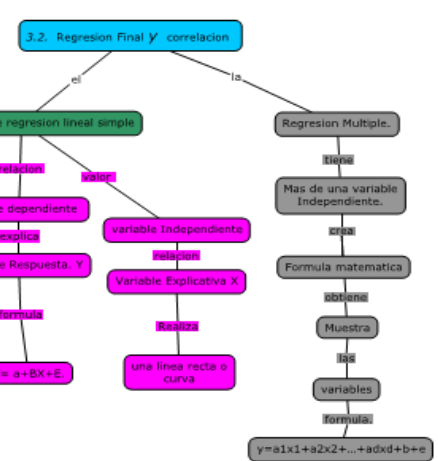 3.2. Regresion Final y correlacion
el
la
e regresion lineal simple
Regresion Multiple.
relacion
valor
tiene
Mas de una variable
Independiente.
e dependiente
variable Independiente
explica
relacion
crea
e Respuesta. Y
Variable Explicativa X
Formula matematica
obtiene
formula
Realiza
Muestra
las
= a+BX+E.
una linea recta o
curva
variables
formula.
y=a1x1+a2x2+...+adxd+b+e